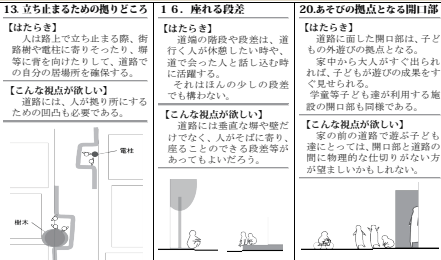 13. 立ち止まるための拠りどころ
【はたらき】
人は路上で立ち止まる際、街
路樹や電柱に寄りそったり、塀
等に背を向けたりして、道路で
の自分の居場所を確保する。
【こんな視点が欲しい】
道路には、人が拠り所にする
ための凹凸も必要である。
電柱
樹木
１６．座れる段差
【はたらき】
道端の階段や段差は、道
行く人が休憩したい時や、
道で会った人と話し込む時
に活躍する。
それはほんの少しの段差
でも構わない。
【こんな視点が欲しい】
道路には垂直な塀や壁だ
けでなく、人がそばに寄り、
座ることのできる段差等が
あってもよいだろう。
20.あそびの拠点となる開口部
【はたらき】
道路に面した開口部は、子ど
もの外遊びの拠点となる。
家中から大人がすぐ出られ
れば、子どもが遊びの成果をす
ぐ見せれる。
学童等子ども達が利用する施
設の開口部も同様である。
【こんな視点が欲しい】
家の前の道路で遊ぶ子ども
達にとっては、開口部と道路の
間に物理的な仕切りがない方
が望ましいかもしれない。